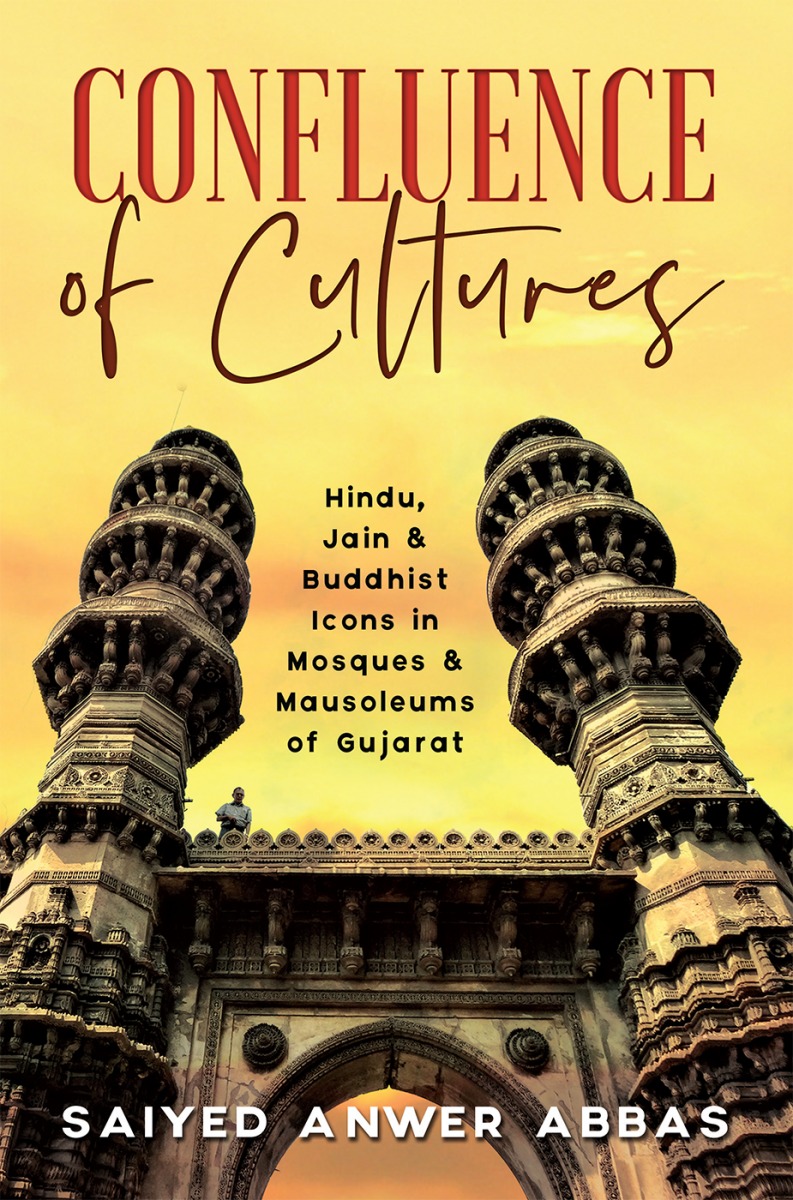 CONFLUENCE
of Cultures
Hindu,
Jain &
Buddhist
Icons in
Mosques &
Mausoleums
of Gujarat
SAIYED ANWER ABBAS